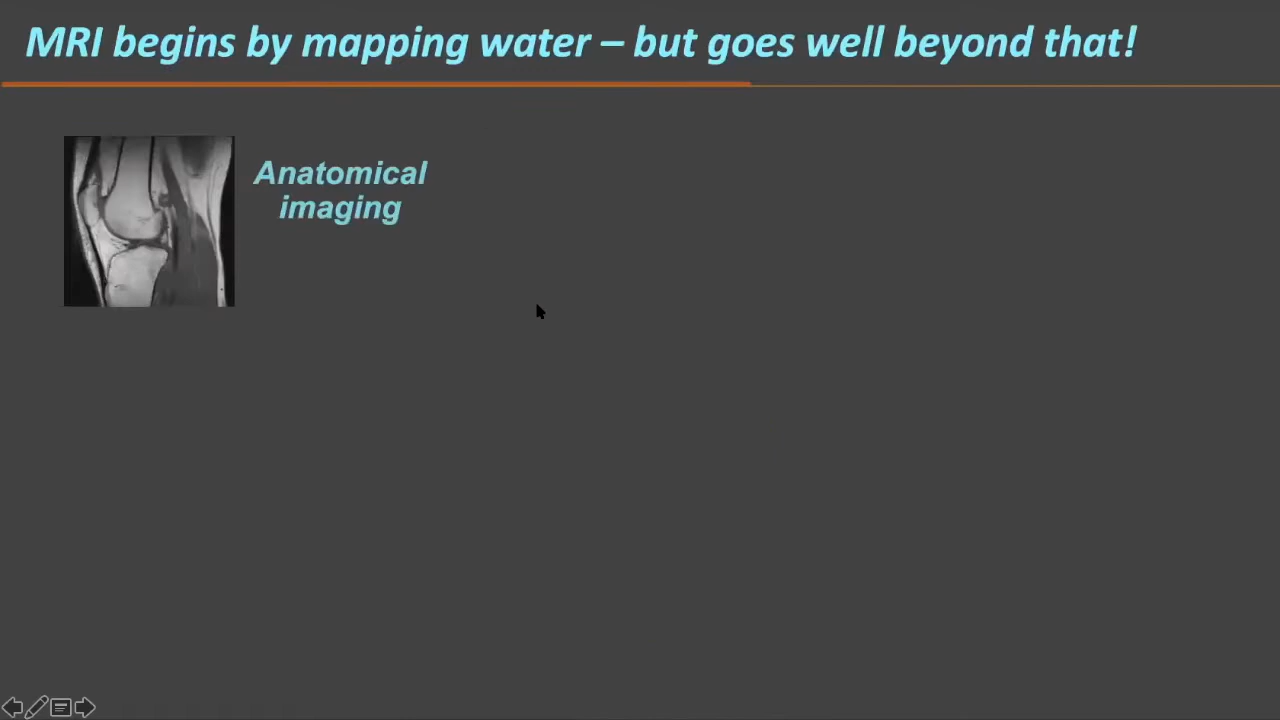 MRI begins by mapping water – but goes well beyond that!
Anatomical
imaging